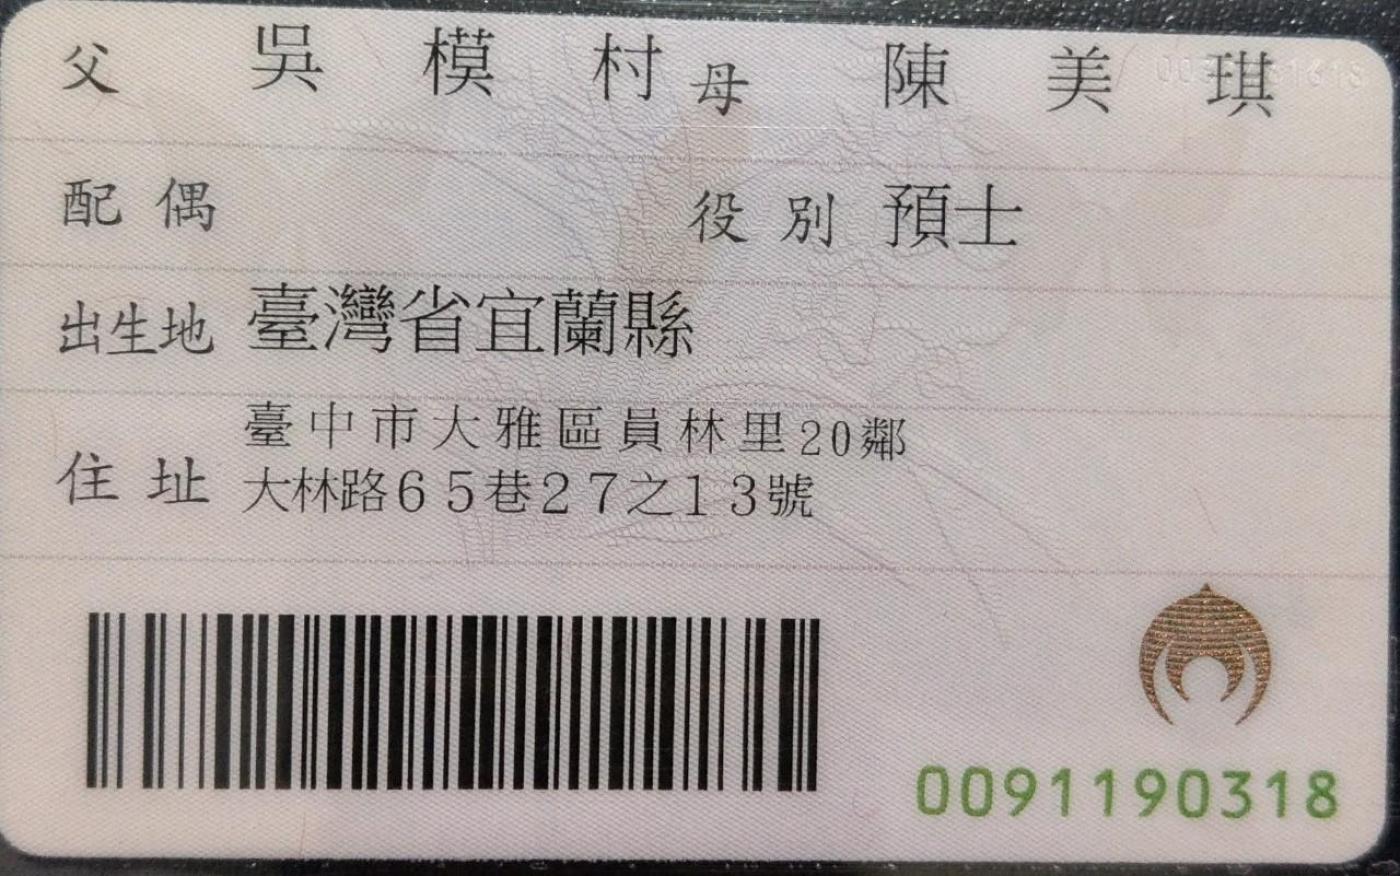 父 吳模村 母 陳美琪
配偶 役別 預士
出生地 臺灣省宜蘭縣
住址 臺中市大雅區員林里20鄰
大林路65巷27之13號
0091190318